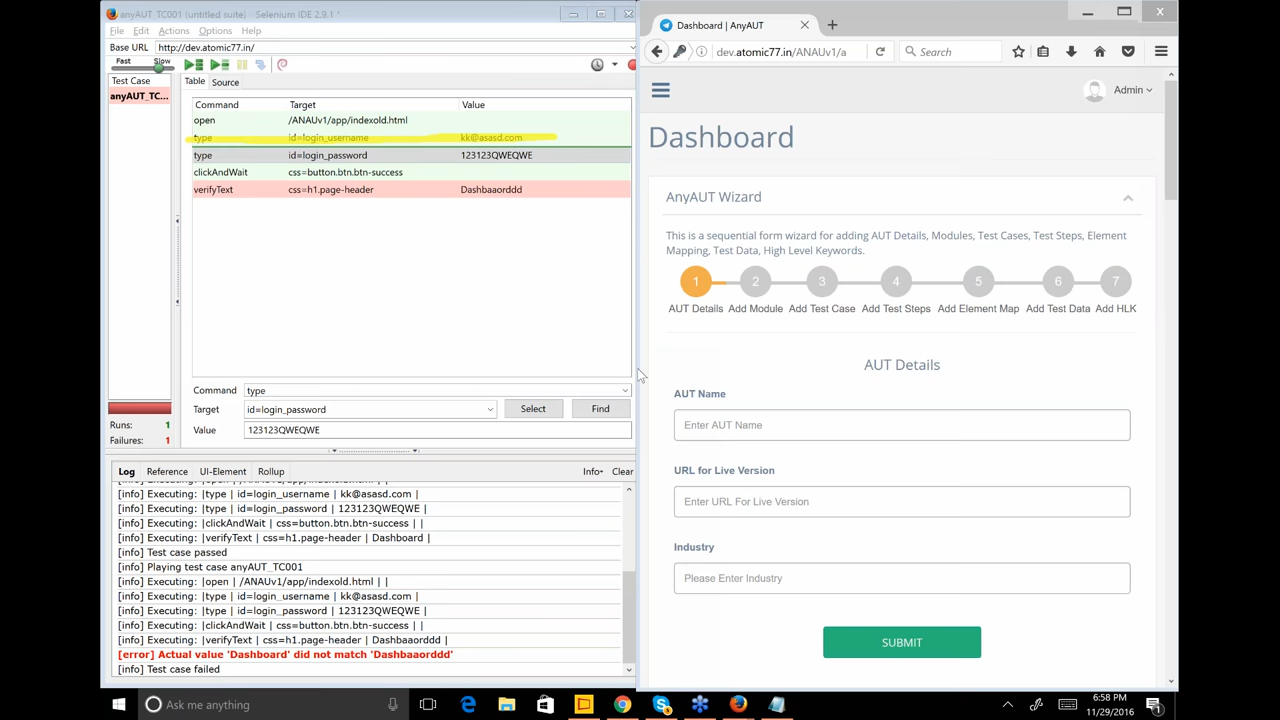 anyAUT_TC001 (untitled suite) - Selenium IDE 2.9.1 *
File Edit Actions Options Help
Base URL http://dev.atomic77.in/
Fast Slow
Test Case
anyAUT_TC...
Table Source
Command Target Value
open /ANAUv1/app/indexold.html
type id=login_username kk@asasd.com
type id=login_password 123123QWEQWE
clickAndWait css=button.btn.btn-success
verifyText css=h1.page-header Dashbaaorddd
Command type
Target id=login_password Select Find
Value 123123QWEQWE
Runs: 1
Failures: 1
Log Reference UI-Element Rollup Info Clear
[info] Executing: |open | /ANAUv1/app/indexold.html | |
[info] Executing: |type | id=login_username | kk@asasd.com |
[info] Executing: |type | id=login_password | 123123QWEQWE |
[info] Executing: |clickAndWait | css=button.btn.btn-success | |
[info] Executing: |verifyText | css=h1.page-header | Dashboard |
[info] Test case passed
[info] Playing test case anyAUT_TC001
[info] Executing: |open | /ANAUv1/app/indexold.html | |
[info] Executing: |type | id=login_username | kk@asasd.com |
[info] Executing: |type | id=login_password | 123123QWEQWE |
[info] Executing: |clickAndWait | css=button.btn.btn-success | |
[info] Executing: |verifyText | css=h1.page-header | Dashbaaorddd |
[error] Actual value 'Dashboard' did not match 'Dashbaaorddd'
[info] Test case failed
Dashboard | AnyAUT
dev.atomic77.in/ANAUv1/a Search
Admin
Dashboard
AnyAUT Wizard
This is a sequential form wizard for adding AUT Details, Modules, Test Cases, Test Steps, Element
Mapping, Test Data, High Level Keywords.
1 2 3 4 5 6 7
AUT Details Add Module Add Test Case Add Test Steps Add Element Map Add Test Data Add HLK
AUT Details
AUT Name
Enter AUT Name
URL for Live Version
Enter URL For Live Version
Industry
Please Enter Industry
SUBMIT
Ask me anything
6:58 PM
11/29/2016
1